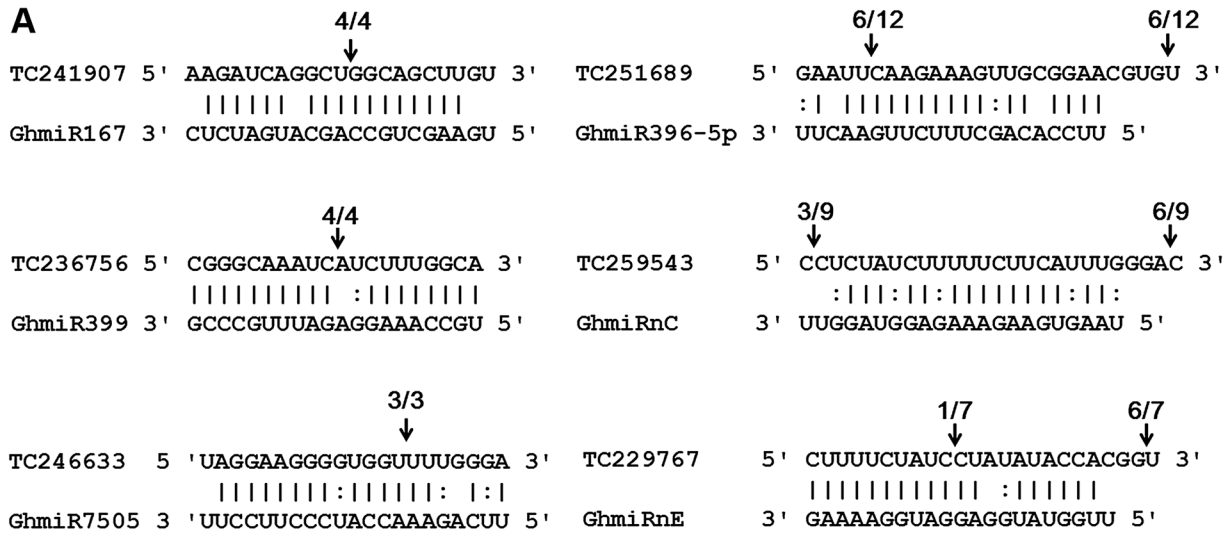 A
4/4
TC241907 5' AAGAUCAGGCUGGCAGCUUGU 3'
GhmiR167 3' CUCUAGUACGACCGUCGAAGU 5'
6/12 6/12
TC251689 5' GAAUUCAAGAAAGUUGCGGAACGUGU 3'
GhmiR396-5p 3' UUCAAGUUCUUUCGACACCUU 5'
4/4
TC236756 5' CGGGCAAAUCAUCUUUGGCA 3'
GhmiR399 3' GCCCGUUUAGAGGAAACCGU 5'
3/9 6/9
TC259543 5' CCUCUAUCUUUUUCUUCAUUUGGGAC 3'
GhmiRnC 3' UUGGAUGGAGAAAGAAGUGAAU 5'
3/3
TC246633 5 'UAGGAAGGGGUGGUUUUGGGA 3'
GhmiR7505 3 'UUCCUUCCCUACCAAAGACUU 5'
1/7 6/7
TC229767 5' CUUUUCUAUCCUAUAUACCACGGU 3'
GhmiRnE 3' GAAAAGGUAGGAGGUAUGGUU 5'